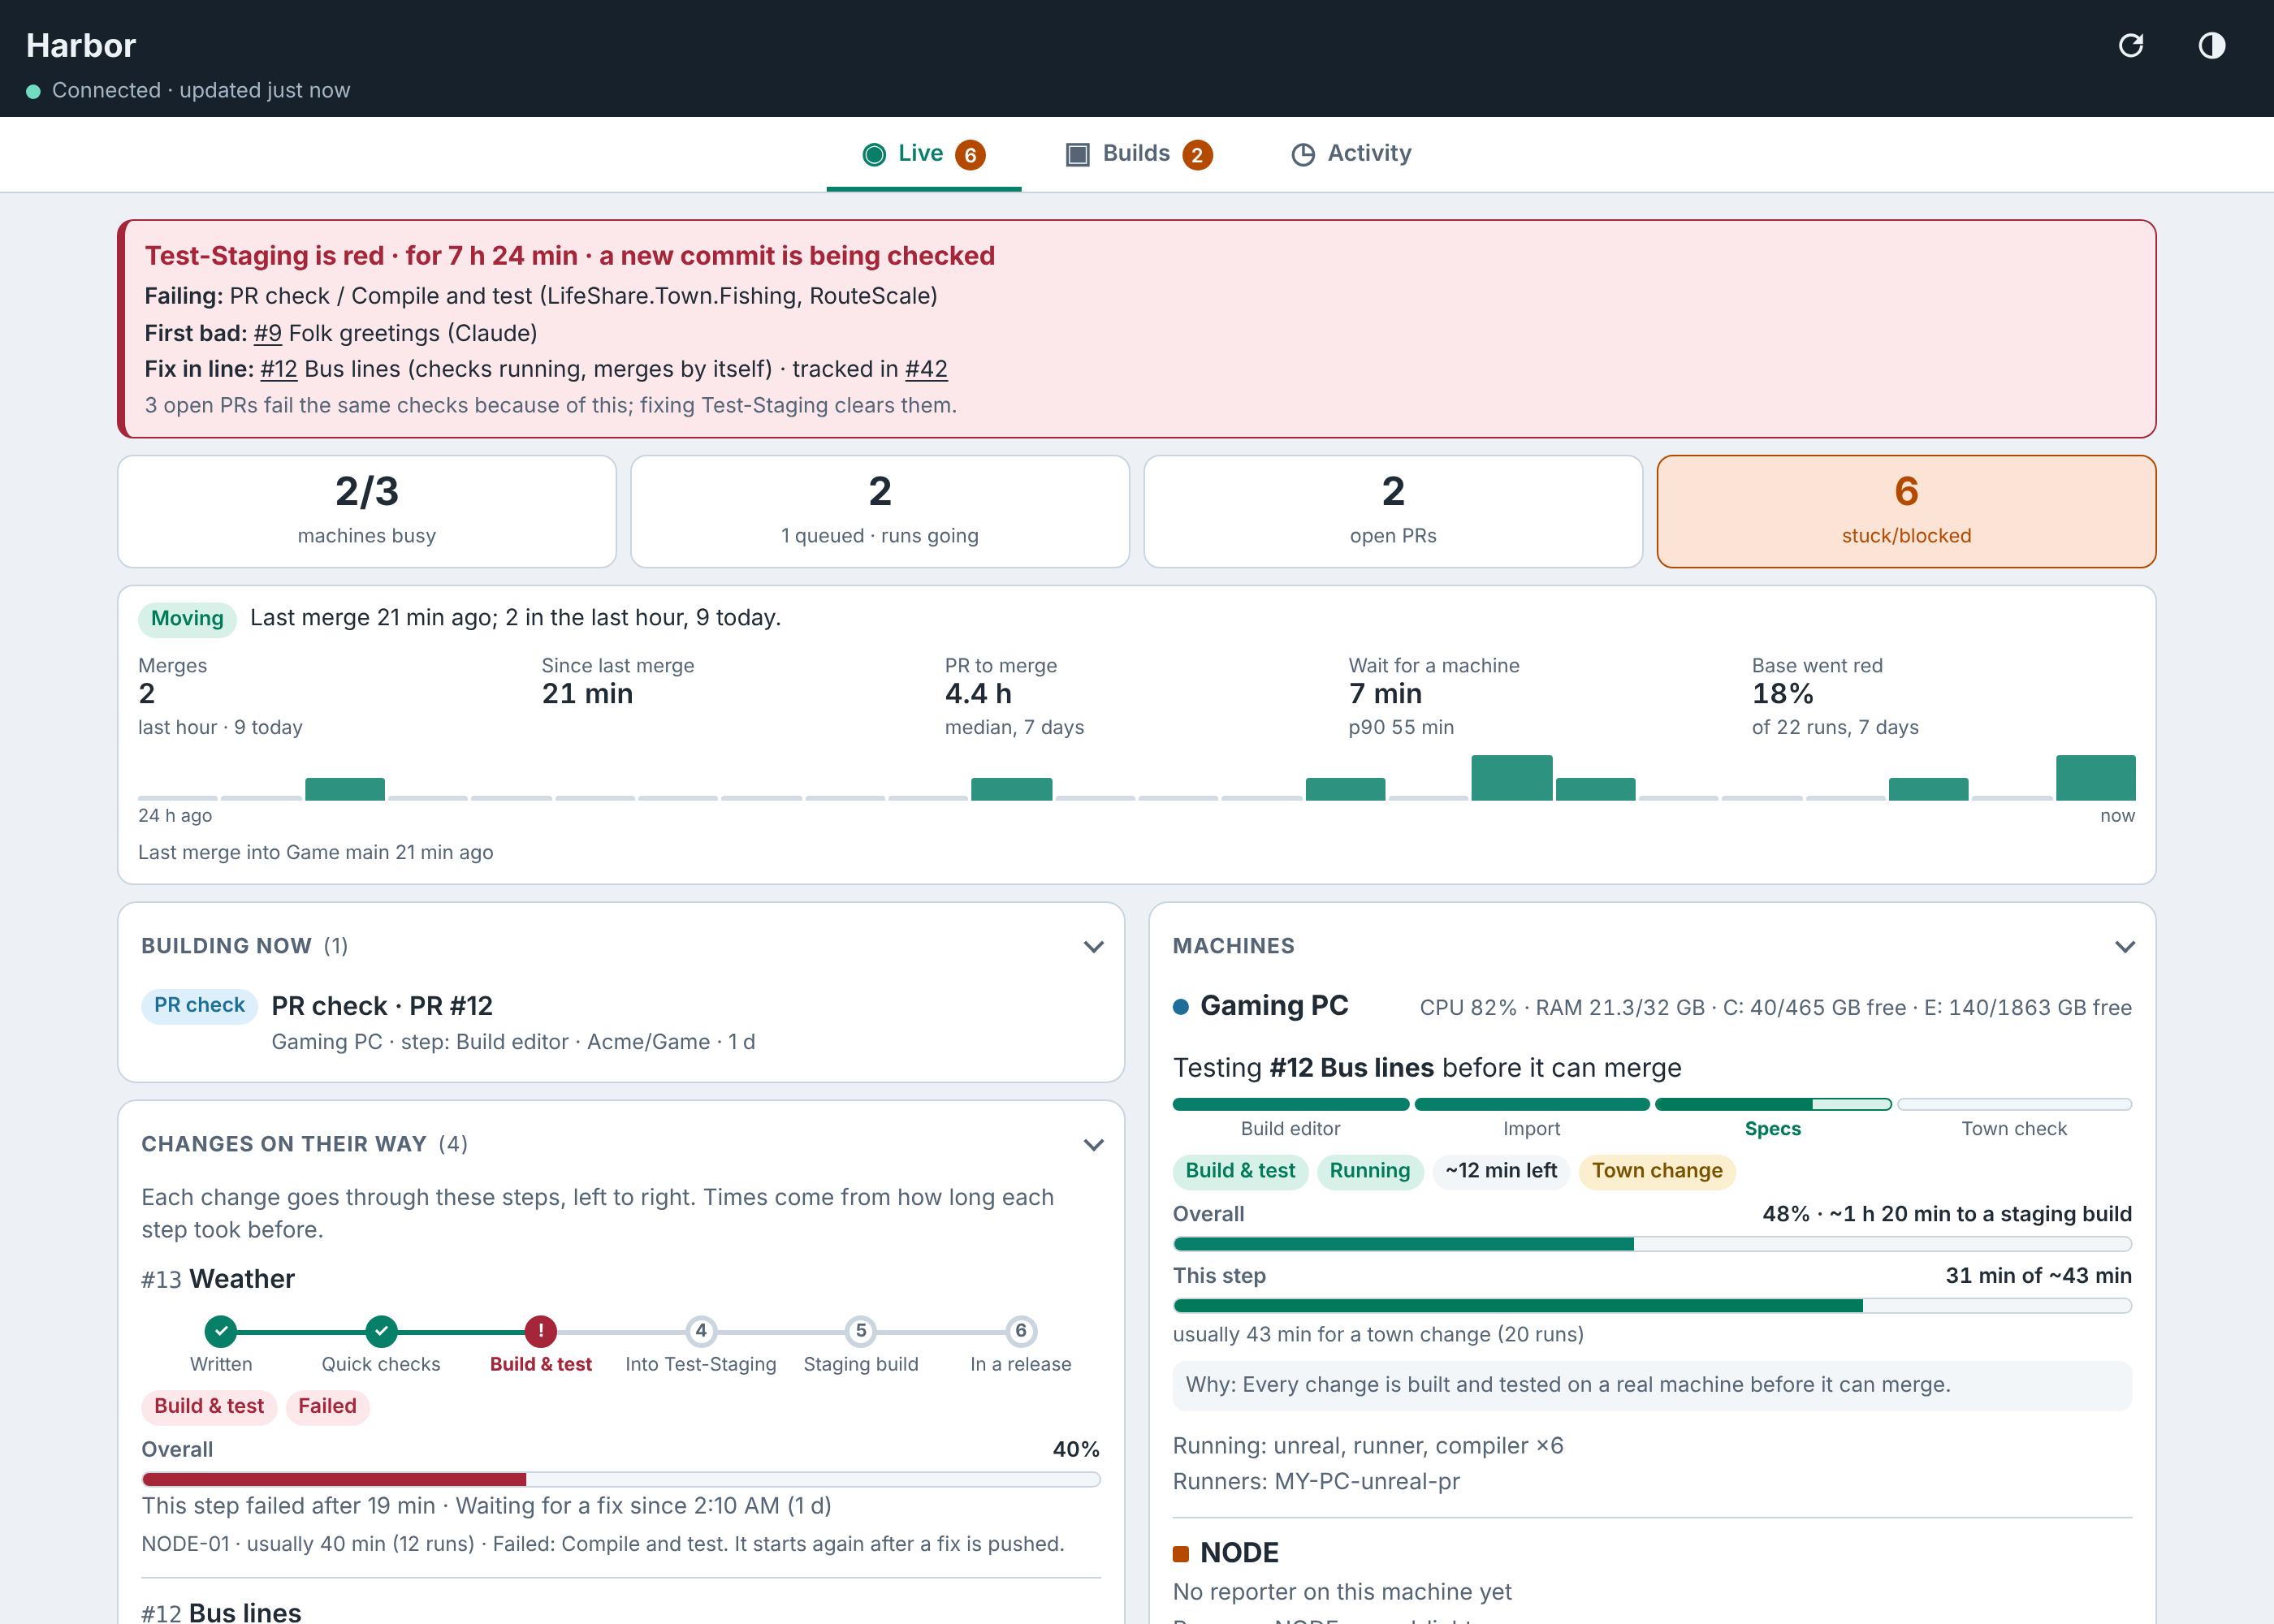 Harbor
Connected · updated just now
Live 6
Builds 2
Activity
Test-Staging is red · for 7 h 24 min · a new commit is being checked
Failing: PR check / Compile and test (LifeShare.Town.Fishing, RouteScale)
First bad: #9 Folk greetings (Claude)
Fix in line: #12 Bus lines (checks running, merges by itself) · tracked in #42
3 open PRs fail the same checks because of this; fixing Test-Staging clears them.
2/3
machines busy
2
1 queued · runs going
2
open PRs
6
stuck/blocked
Moving Last merge 21 min ago; 2 in the last hour, 9 today.
Merges
2
last hour · 9 today
Since last merge
21 min
PR to merge
4.4 h
median, 7 days
Wait for a machine
7 min
p90 55 min
Base went red
18%
of 22 runs, 7 days
24 h ago
now
Last merge into Game main 21 min ago
BUILDING NOW (1)
PR check PR check · PR #12
Gaming PC · step: Build editor · Acme/Game · 1 d
CHANGES ON THEIR WAY (4)
Each change goes through these steps, left to right. Times come from how long each
step took before.
#13 Weather
! 4 5 6
Written Quick checks Build & test Into Test-Staging Staging build In a release
Build & test Failed
Overall 40%
This step failed after 19 min · Waiting for a fix since 2:10 AM (1 d)
NODE-01 · usually 40 min (12 runs) · Failed: Compile and test. It starts again after a fix is pushed.
#12 Bus lines
MACHINES
Gaming PC CPU 82% · RAM 21.3/32 GB · C: 40/465 GB free · E: 140/1863 GB free
Testing #12 Bus lines before it can merge
Build editor Import Specs Town check
Build & test Running ~12 min left Town change
Overall 48% · ~1 h 20 min to a staging build
This step 31 min of ~43 min
usually 43 min for a town change (20 runs)
Why: Every change is built and tested on a real machine before it can merge.
Running: unreal, runner, compiler ×6
Runners: MY-PC-unreal-pr
NODE
No reporter on this machine yet